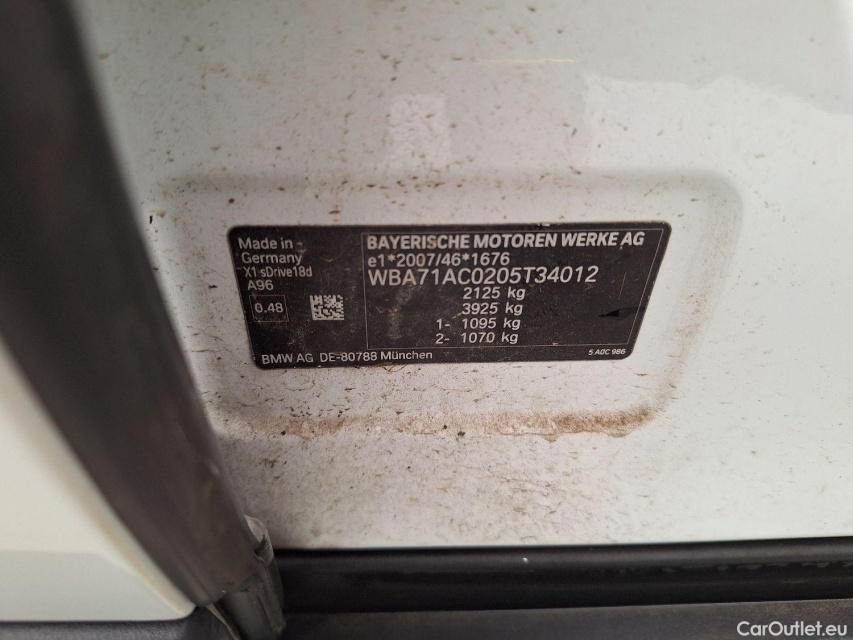 Made in
Germany
X1 sDrive18d
A96
0.48
BAYERISCHE MOTOREN WERKE AG
e1*2007/46*1676
WBA71AC0205T34012
2125 kg
3925 kg
1- 1095 kg
2- 1070 kg
BMW AG DE-80788 München
5 A0C 986
CarOutlet.eu